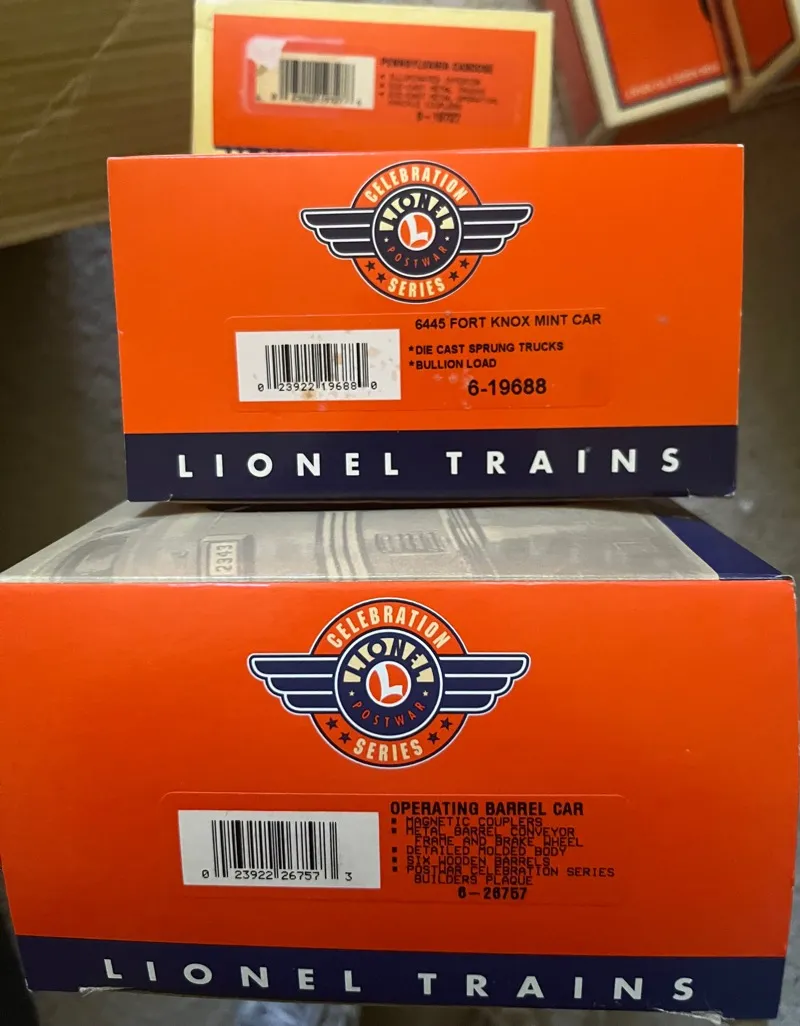 PENNSYLVANIA CABOOSE
CELEBRATION
LIONEL
L
POSTWAR
SERIES
6445 FORT KNOX MINT CAR
*DIE CAST SPRUNG TRUCKS
*BULLION LOAD
6-19688
0 23922 19688 0
LIONEL TRAINS
2343
CELEBRATION
LIONEL
L
POSTWAR
SERIES
OPERATING BARREL CAR
▪ MAGNETIC COUPLERS
▪ METAL BARREL CONVEYOR
FRAME AND BRAKE WHEEL
▪ DETAILED MOLDED BODY
▪ SIX WOODEN BARRELS
▪ POSTWAR CELEBRATION SERIES
BUILDERS PLAQUE
6-26757
0 23922 26757 3
LIONEL TRAINS